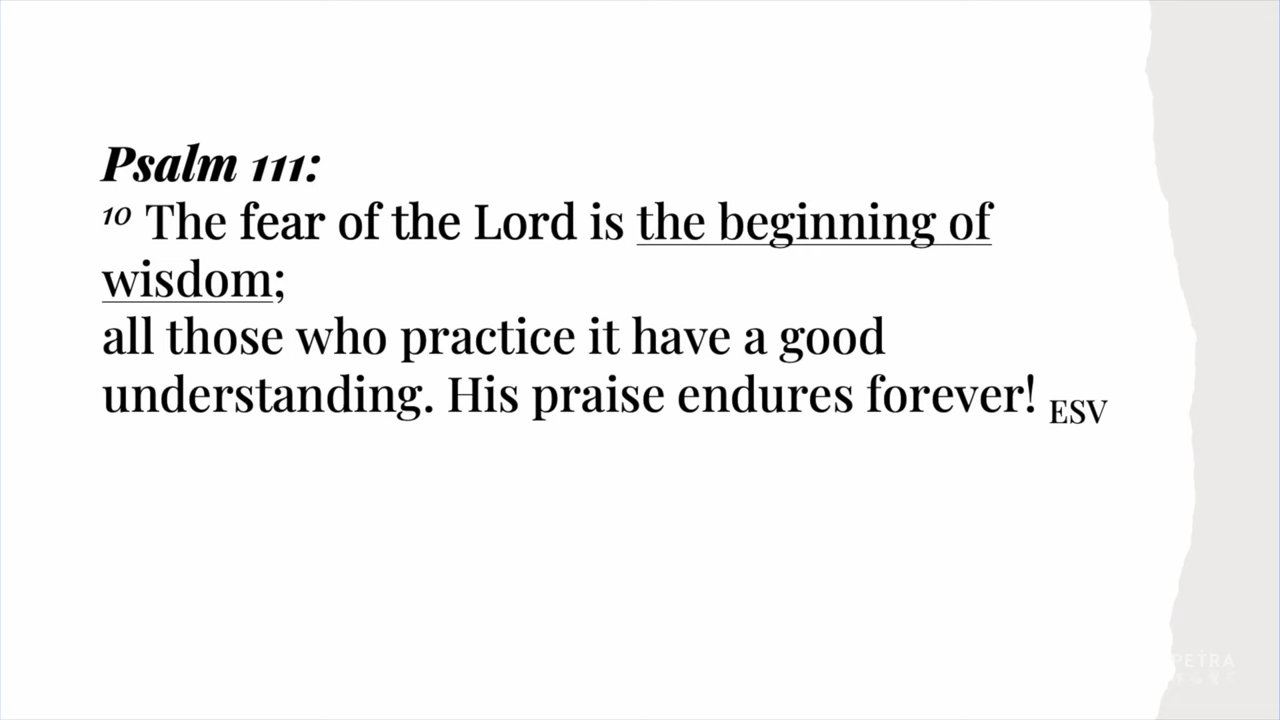 Psalm 111:
10 The fear of the Lord is the beginning of
wisdom;
all those who practice it have a good
understanding. His praise endures forever! ESV
PETRA